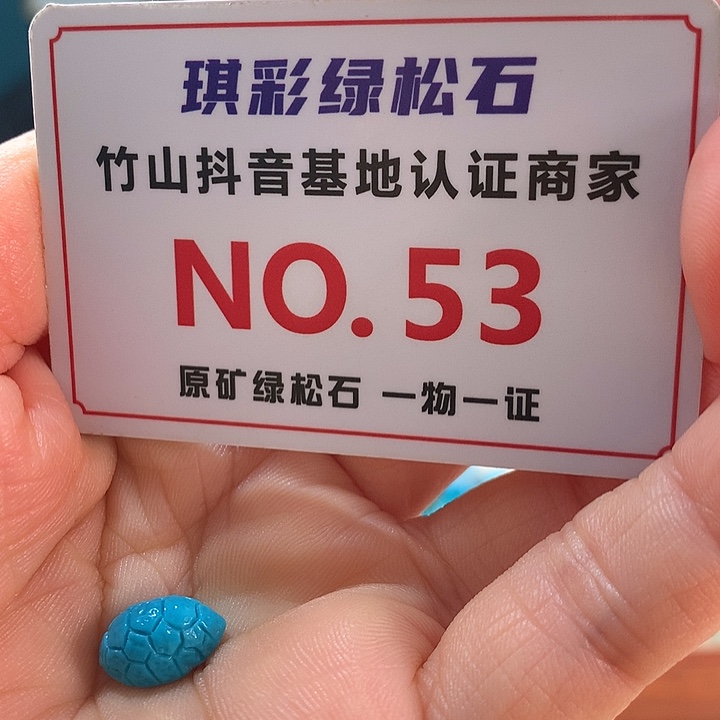 琪彩绿松石
竹山抖音基地认证商家
NO.53
原矿绿松石 一物一证